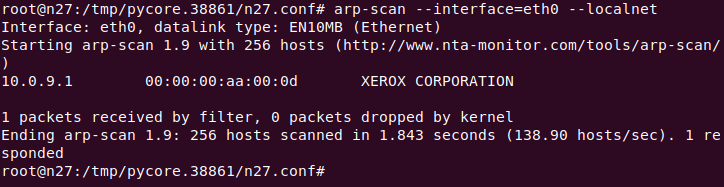 root@n27:/tmp/pycore.38861/n27.conf# arp-scan --interface=eth0 --localnet
Interface: eth0, datalink type: EN10MB (Ethernet)
Starting arp-scan 1.9 with 256 hosts (http://www.nta-monitor.com/tools/arp-scan/
)
10.0.9.1        00:00:00:aa:00:0d       XEROX CORPORATION

1 packets received by filter, 0 packets dropped by kernel
Ending arp-scan 1.9: 256 hosts scanned in 1.843 seconds (138.90 hosts/sec). 1 re
sponded
root@n27:/tmp/pycore.38861/n27.conf#